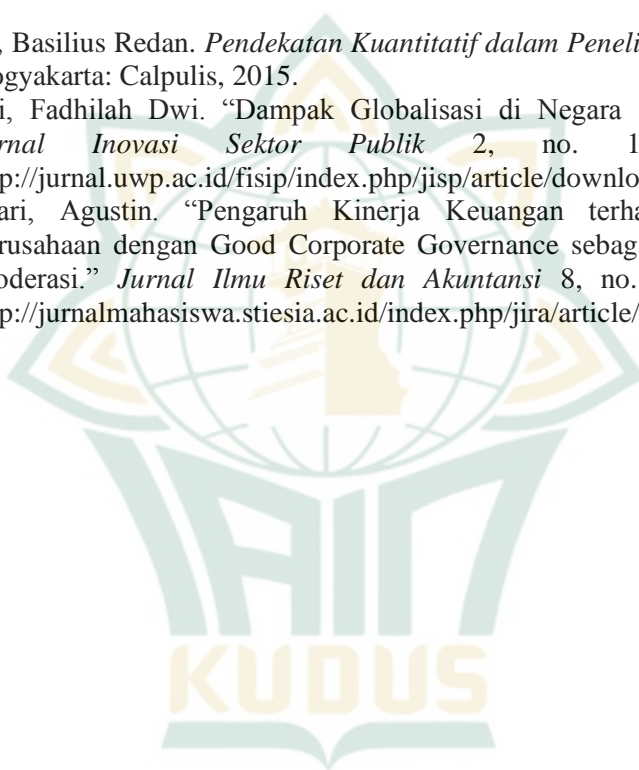 , Basilius Redan. Pendekatan Kuantitatif dalam Peneli
ogyakarta: Calpulis, 2015.
i, Fadhilah Dwi. “Dampak Globalisasi di Negara
rnal Inovasi Sektor Publik 2, no. 1
p://jurnal.uwp.ac.id/fisip/index.php/jisp/article/downlo
ari, Agustin. “Pengaruh Kinerja Keuangan terha
rusahaan dengan Good Corporate Governance sebaga
oderasi.” Jurnal Ilmu Riset dan Akuntansi 8, no.
p://jurnalmahasiswa.stiesia.ac.id/index.php/jira/article/
IAIN
KUDUS